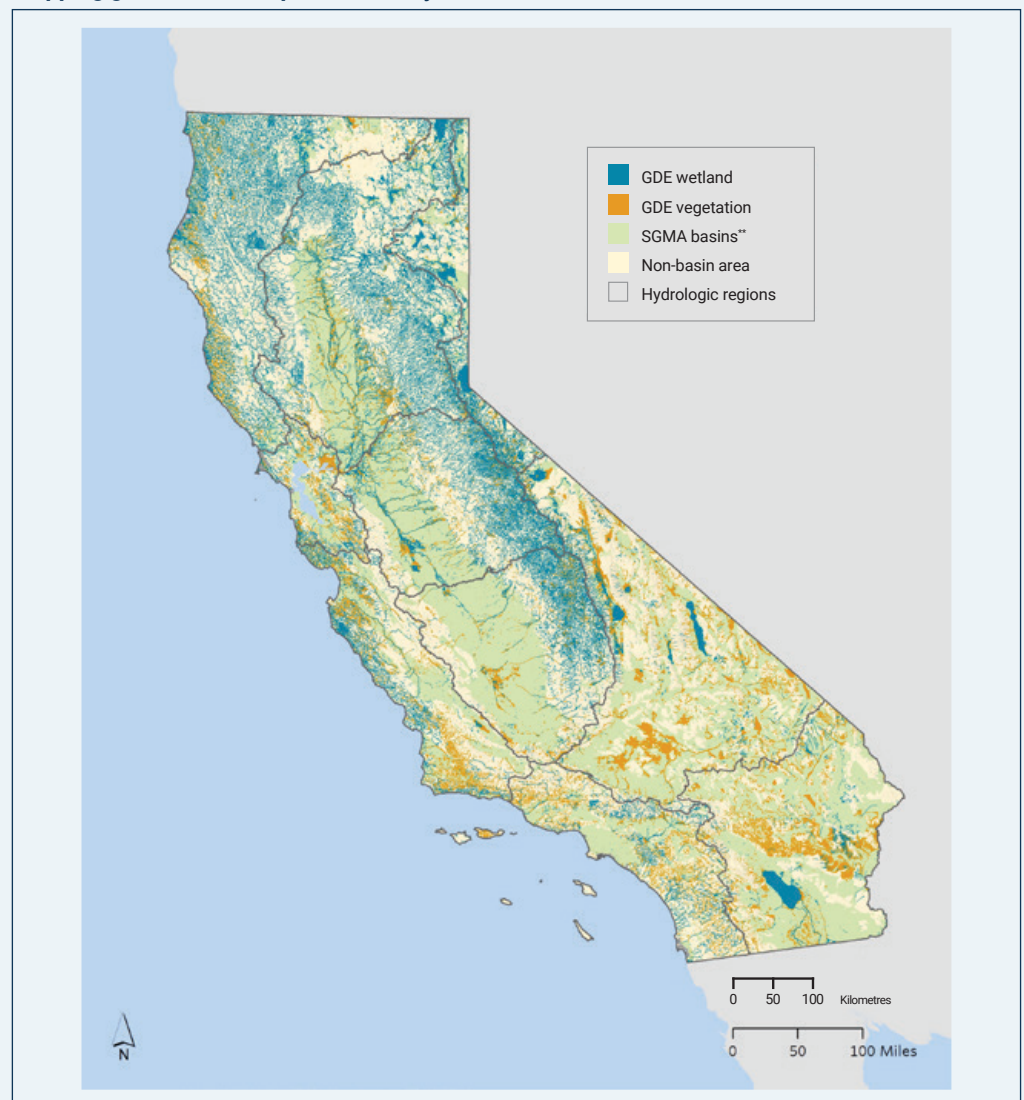 GDE wetland
GDE vegetation
SGMA basins**
Non-basin area
Hydrologic regions
0 50 100 Kilometres
0 50 100 Miles
N